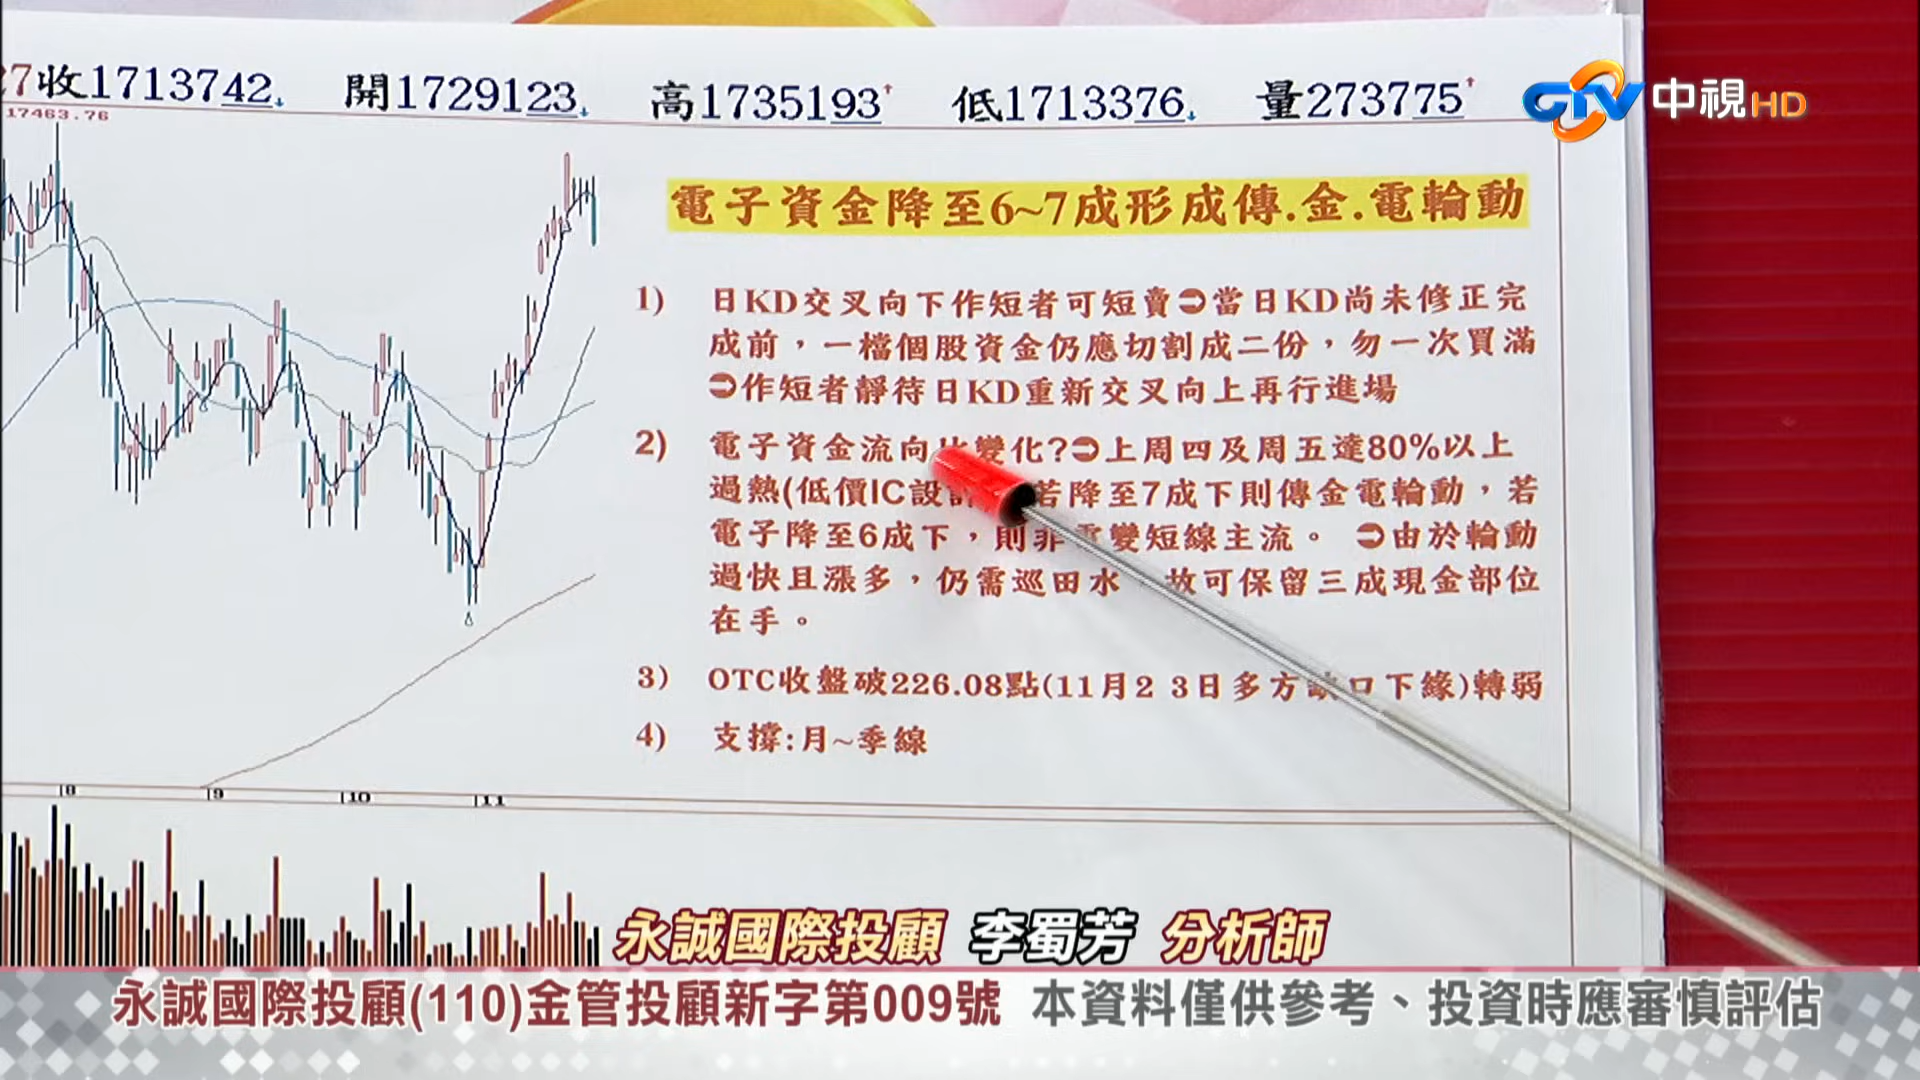 7收1713742 開1729123 高1735193 低1713376 量273775
CTV中視HD
17463.76
電子資金降至6~7成形成傳.金.電輪動
1) 日KD交叉向下作短者可短賣⮊當日KD尚未修正完
成前，一檔個股資金仍應切割成二份，勿一次買滿
⮊作短者靜待日KD重新交叉向上再行進場
2) 電子資金流向 變化?⮊上周四及周五達80%以上
過熱(低價IC設 若降至7成下則傳金電輪動，若
電子降至6成下，則非電變短線主流。 ⮊由於輪動
過快且漲多，仍需巡田水， 故可保留三成現金部位
在手。
3) OTC收盤破226.08點(11月23日多方缺口下緣)轉弱
4) 支撐:月~季線
8 9 10 11
永誠國際投顧 李蜀芳 分析師
永誠國際投顧(110)金管投顧新字第009號 本資料僅供參考、投資時應審慎評估